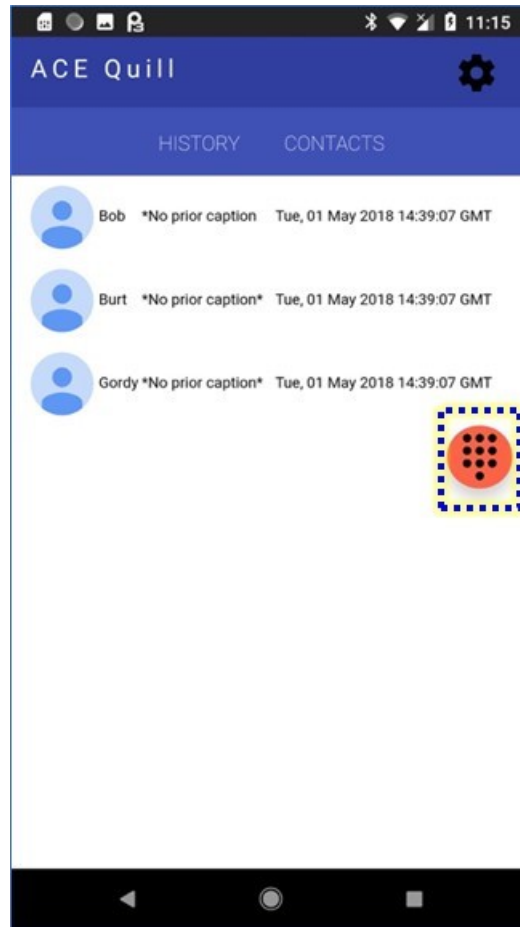 11:15
ACE Quill
HISTORY CONTACTS
Bob *No prior caption Tue, 01 May 2018 14:39:07 GMT
Burt *No prior caption* Tue, 01 May 2018 14:39:07 GMT
Gordy *No prior caption* Tue, 01 May 2018 14:39:07 GMT